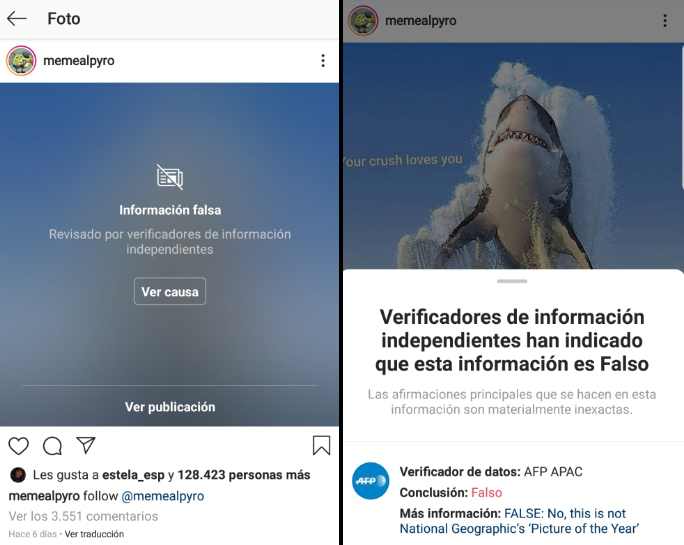 Foto
memealpyro
Información falsa
Revisado por verificadores de información
independientes
Ver causa
Ver publicación
Les gusta a estela_esp y 128.423 personas más
memealpyro follow @memealpyro
Ver los 3.551 comentarios
Hace 6 días • Ver traducción
memealpyro
Your crush loves you
Verificadores de información
independientes han indicado
que esta información es Falso
Las afirmaciones principales que se hacen en esta
información son materialmente inexactas.
AFP
Verificador de datos: AFP APAC
Conclusión: Falso
Más información: FALSE: No, this is not
National Geographic's 'Picture of the Year'